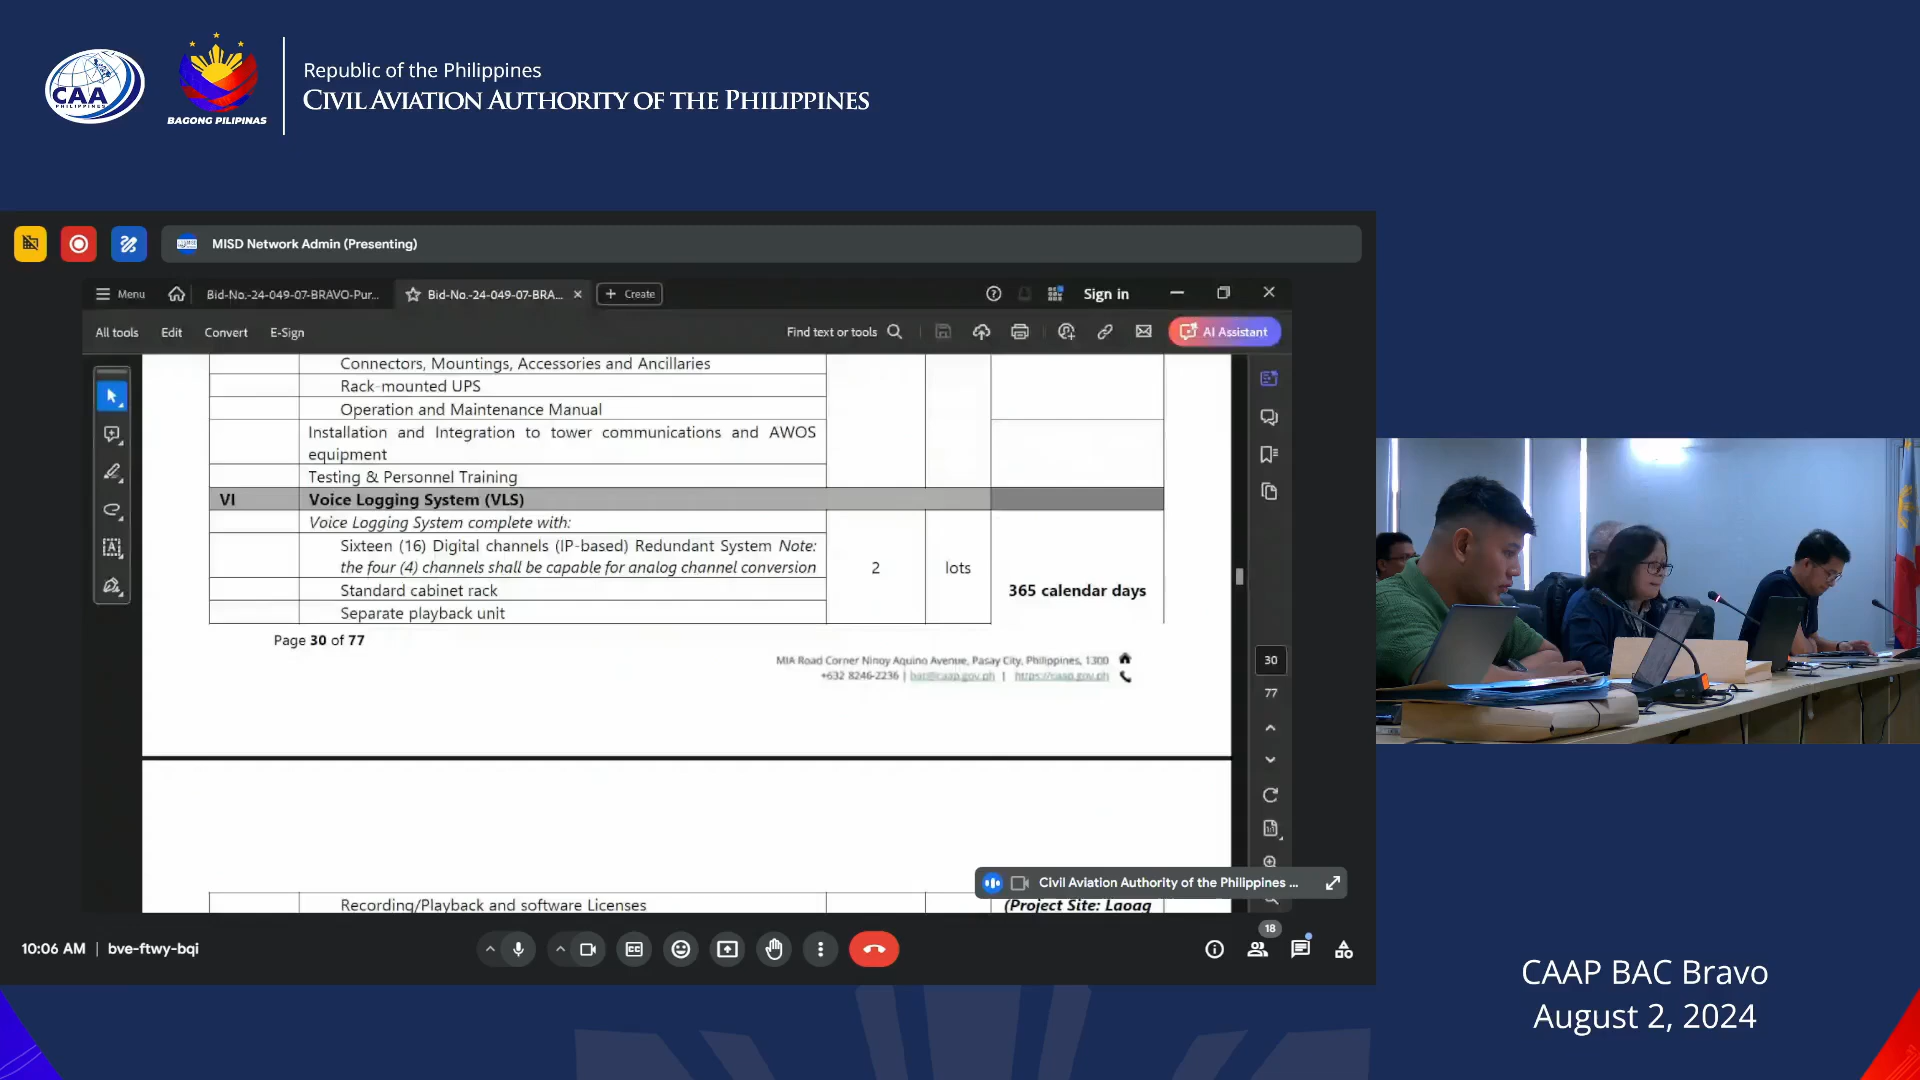 CAA
PHILIPPINES
BAGONG PILIPINAS
Republic of the Philippines
CIVIL AVIATION AUTHORITY OF THE PHILIPPINES
MISD Network Admin (Presenting)
Menu
Bid-No.-24-049-07-BRAVO-Pur...
Bid-No.-24-049-07-BRA...
Create
Sign in
All tools
Edit
Convert
E-Sign
Find text or tools
AI Assistant
Connectors, Mountings, Accessories and Ancillaries
Rack-mounted UPS
Operation and Maintenance Manual
Installation and Integration to tower communications and AWOS
equipment
Testing & Personnel Training
VI Voice Logging System (VLS)
Voice Logging System complete with:
Sixteen (16) Digital channels (IP-based) Redundant System Note:
the four (4) channels shall be capable for analog channel conversion
2 lots
Standard cabinet rack
365 calendar days
Separate playback unit
Page 30 of 77
MIA Road Corner Ninoy Aquino Avenue, Pasay City, Philippines, 1300
+632 8246-2236 | bac@caap.gov.ph | https://caap.gov.ph
30
77
Civil Aviation Authority of the Philippines ...
Recording/Playback and software Licenses
(Project Site: Laoag
10:06 AM | bve-ftwy-bqi
18
CAAP BAC Bravo
August 2, 2024